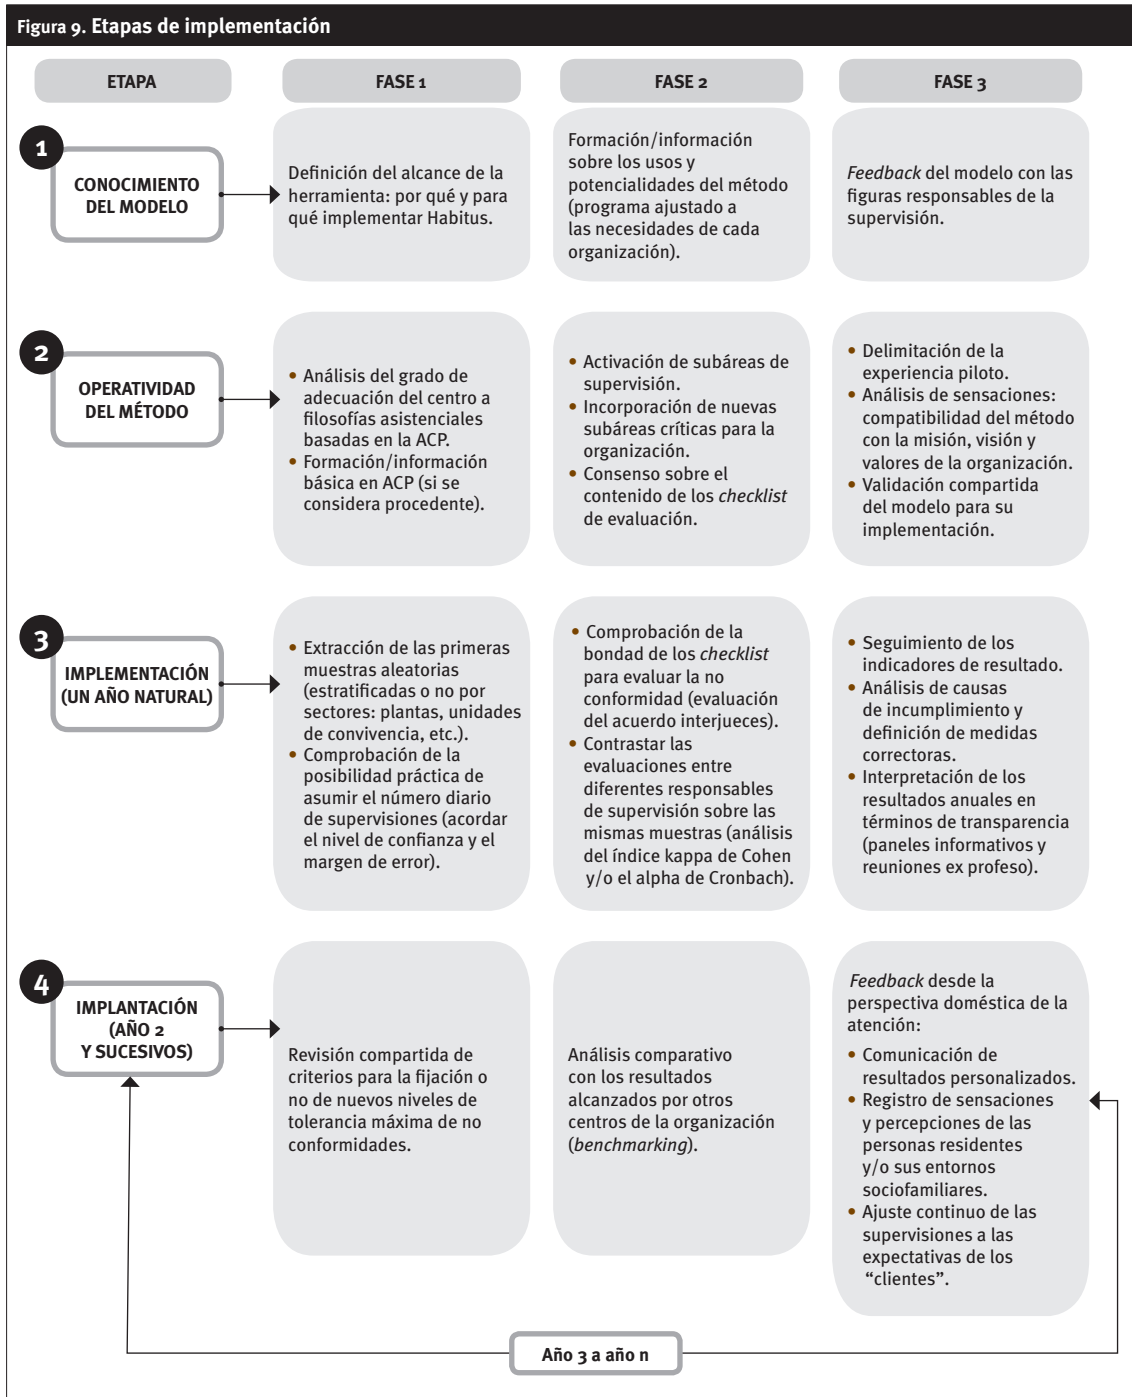 Figura 9. Etapas de implementación
ETAPA
FASE 1
FASE 2
FASE 3
1
CONOCIMIENTO
DEL MODELO
Definición del alcance de la
herramienta: por qué y para
qué implementar Habitus.
Formación/información
sobre los usos y
potencialidades del método
(programa ajustado a
las necesidades de cada
organización).
Feedback del modelo con las
figuras responsables de la
supervisión.
2
OPERATIVIDAD
DEL MÉTODO
• Análisis del grado de
adecuación del centro a
filosofías asistenciales
basadas en la ACP.
• Formación/información
básica en ACP (si se
considera procedente).
• Activación de subáreas de
supervisión.
• Incorporación de nuevas
subáreas críticas para la
organización.
• Consenso sobre el
contenido de los checklist
de evaluación.
• Delimitación de la
experiencia piloto.
• Análisis de sensaciones:
compatibilidad del método
con la misión, visión y
valores de la organización.
• Validación compartida
del modelo para su
implementación.
3
IMPLEMENTACIÓN
(UN AÑO NATURAL)
• Extracción de las primeras
muestras aleatorias
(estratificadas o no por
sectores: plantas, unidades
de convivencia, etc.).
• Comprobación de la
posibilidad práctica de
asumir el número diario
de supervisiones (acordar
el nivel de confianza y el
margen de error).
• Comprobación de la
bondad de los checklist
para evaluar la no
conformidad (evaluación
del acuerdo interjueces).
• Contrastar las
evaluaciones entre
diferentes responsables
de supervisión sobre las
mismas muestras (análisis
del índice kappa de Cohen
y/o el alpha de Cronbach).
• Seguimiento de los
indicadores de resultado.
• Análisis de causas
de incumplimiento y
definición de medidas
correctoras.
• Interpretación de los
resultados anuales en
términos de transparencia
(paneles informativos y
reuniones ex profeso).
4
IMPLANTACIÓN
(AÑO 2
Y SUCESIVOS)
Revisión compartida de
criterios para la fijación o
no de nuevos niveles de
tolerancia máxima de no
conformidades.
Análisis comparativo
con los resultados
alcanzados por otros
centros de la organización
(benchmarking).
Feedback desde la
perspectiva doméstica de la
atención:
• Comunicación de
resultados personalizados.
• Registro de sensaciones
y percepciones de las
personas residentes
y/o sus entornos
sociofamiliares.
• Ajuste continuo de las
supervisiones a las
expectativas de los
“clientes”.
Año 3 a año n